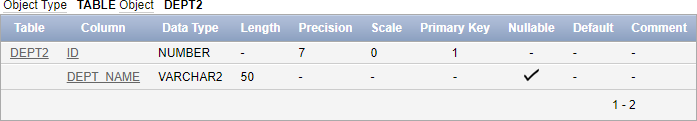 Object Type TABLE Object DEPT2
Table Column Data Type Length Precision Scale Primary Key Nullable Default Comment
DEPT2 ID NUMBER - 7 0 1 - - -
DEPT_NAME VARCHAR2 50 - - - ✓ - -
1 - 2